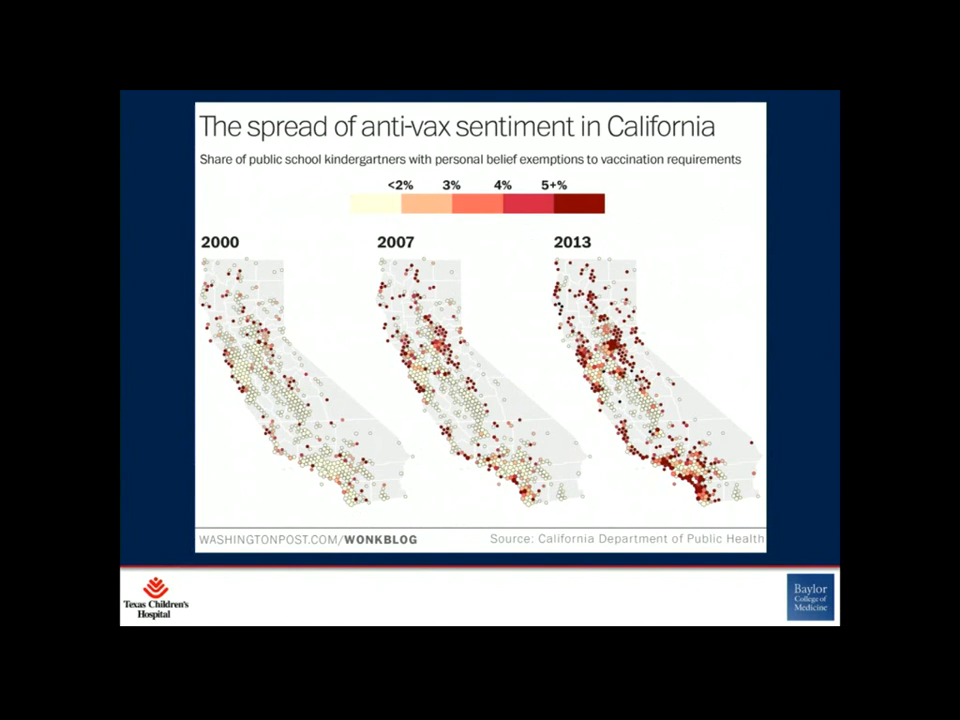 The spread of anti-vax sentiment in California
Share of public school kindergartners with personal belief exemptions to vaccination requirements
<2% 3% 4% 5+%
2000 2007 2013
WASHINGTONPOST.COM/WONKBLOG Source: California Department of Public Health
Texas Children's
Hospital
Baylor
College of
Medicine